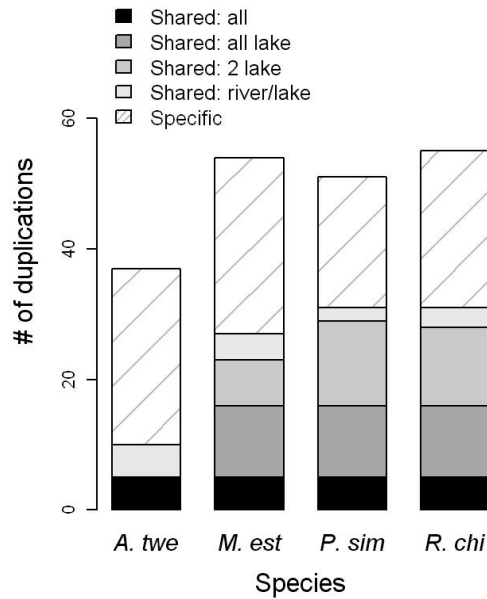 Shared: all
Shared: all lake
Shared: 2 lake
Shared: river/lake
Specific
# of duplications
60
40
20
0
A. twe M. est P. sim R. chi
Species